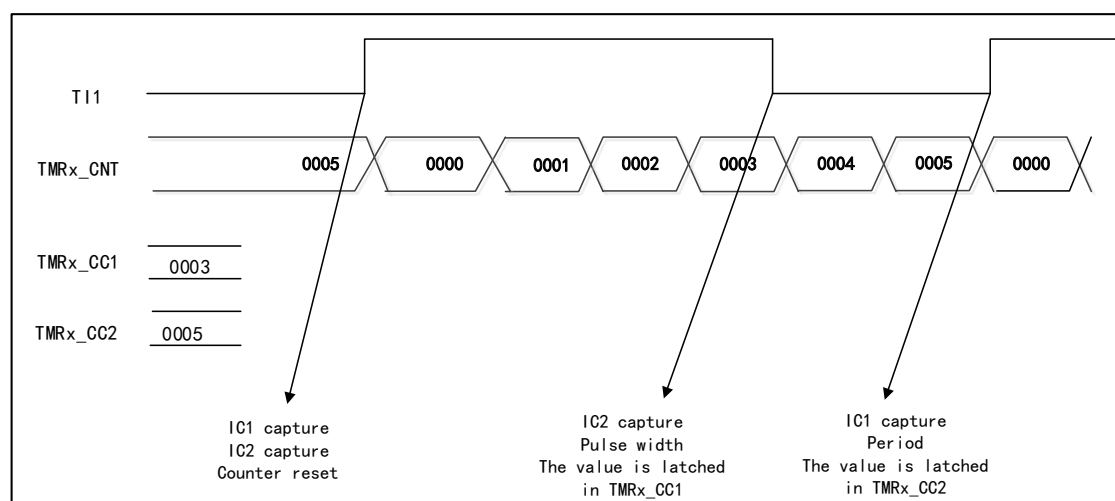 TI1
TMRx_CNT
0005 0000 0001 0002 0003 0004 0005 0000
TMRx_CC1
0003
TMRx_CC2
0005
IC1 capture
IC2 capture
Counter reset
IC2 capture
Pulse width
The value is latched
in TMRx_CC1
IC1 capture
Period
The value is latched
in TMRx_CC2